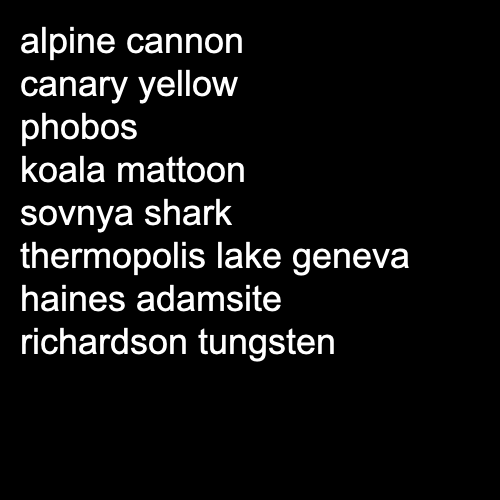 alpine cannon
canary yellow
phobos
koala mattoon
sovnya shark
thermopolis lake geneva
haines adamsite
richardson tungsten